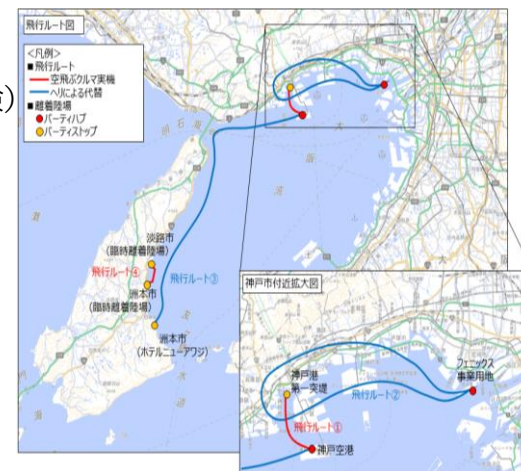 飛行ルート図
<凡例>
■飛行ルート
空飛ぶクルマ実機
ヘリによる代替
■離着陸場
バーティハブ
バーティストップ
淡路市
(臨時離着陸場)
飛行ルート④
洲本市
(臨時離着陸場)
飛行ルート③
洲本市
(ホテルニューアワジ)
神戸市付近拡大図
神戸港
第一突堤
フェニックス
事業用地
飛行ルート②
飛行ルート①
神戸空港